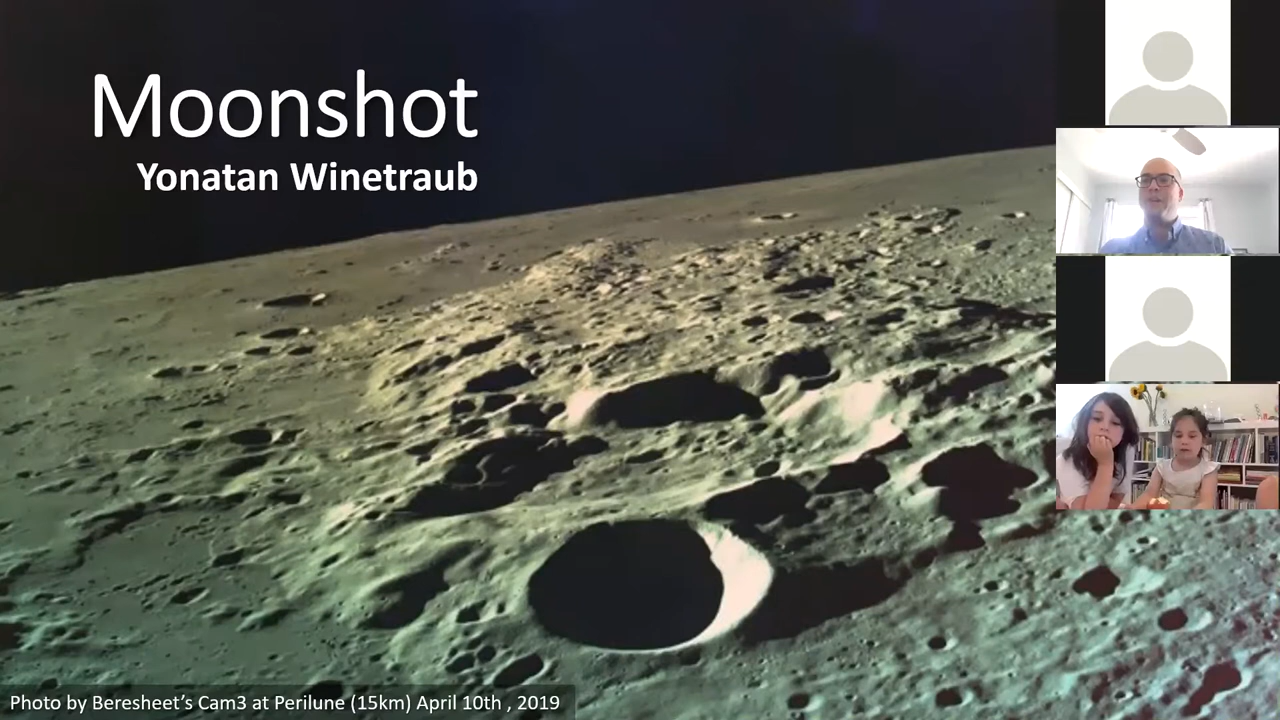 Moonshot
Yonatan Winetraub
Photo by Beresheet's Cam3 at Perilune (15km) April 10th , 2019